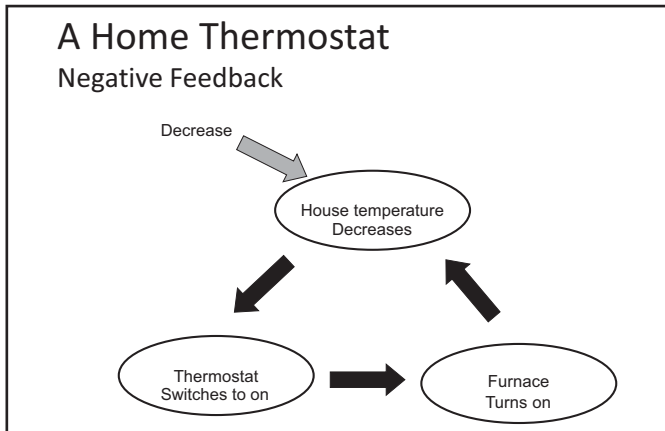 A Home Thermostat
Negative Feedback
Decrease
House temperature
Decreases
Thermostat
Switches to on
Furnace
Turns on